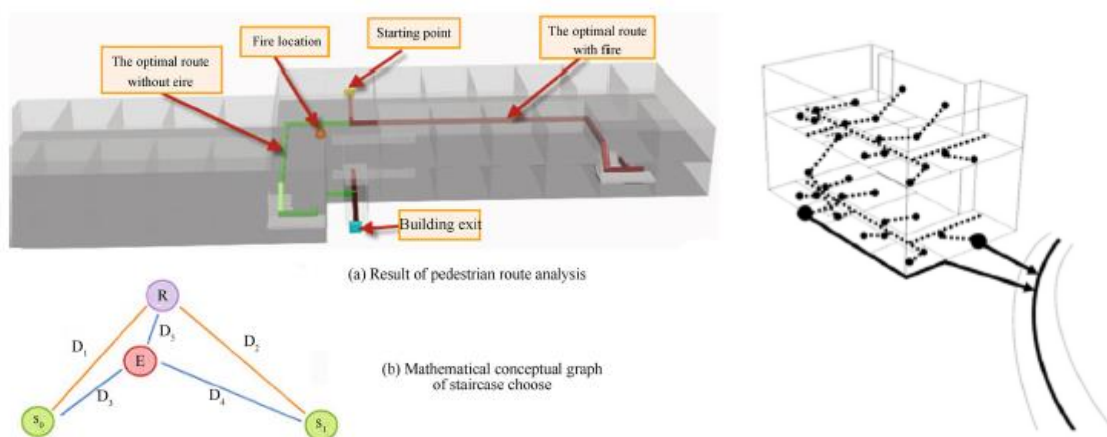 Starting point
Fire location
The optimal route
with fire
The optimal route
without eire
Building exit
(a) Result of pedestrian route analysis
R
D₁
D₅
D₂
E
(b) Mathematical conceptual graph
of staircase choose
D₃
D₄
S₀
S₁